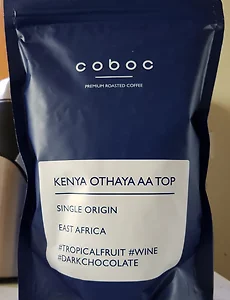 coboc
PREMIUM ROASTED COFFEE
KENYA OTHAYA AA TOP
SINGLE ORIGIN
EAST AFRICA
#TROPICALFRUIT #WINE
#DARKCHOCOLATE